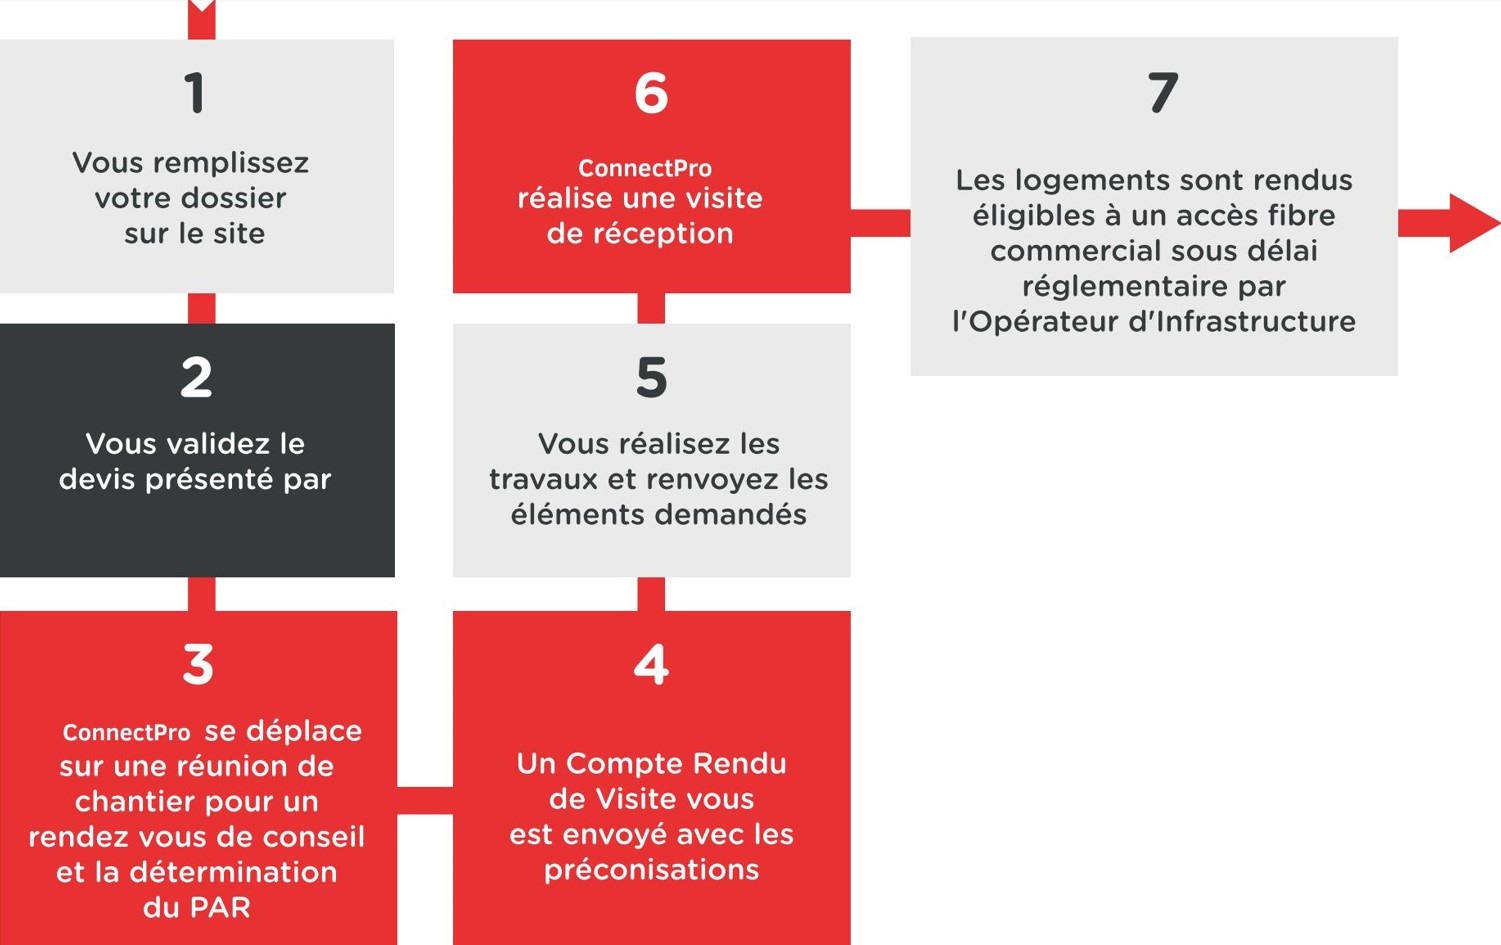 1
Vous remplissez
votre dossier
sur le site
2
Vous validez le
devis présenté par
3
ConnectPro se déplace
sur une réunion de
chantier pour un
rendez vous de conseil
et la détermination
du PAR
4
Un Compte Rendu
de Visite vous
est envoyé avec les
préconisations
5
Vous réalisez les
travaux et renvoyez les
éléments demandés
6
ConnectPro
réalise une visite
de réception
7
Les logements sont rendus
éligibles à un accès fibre
commercial sous délai
réglementaire par
l'Opérateur d'Infrastructure